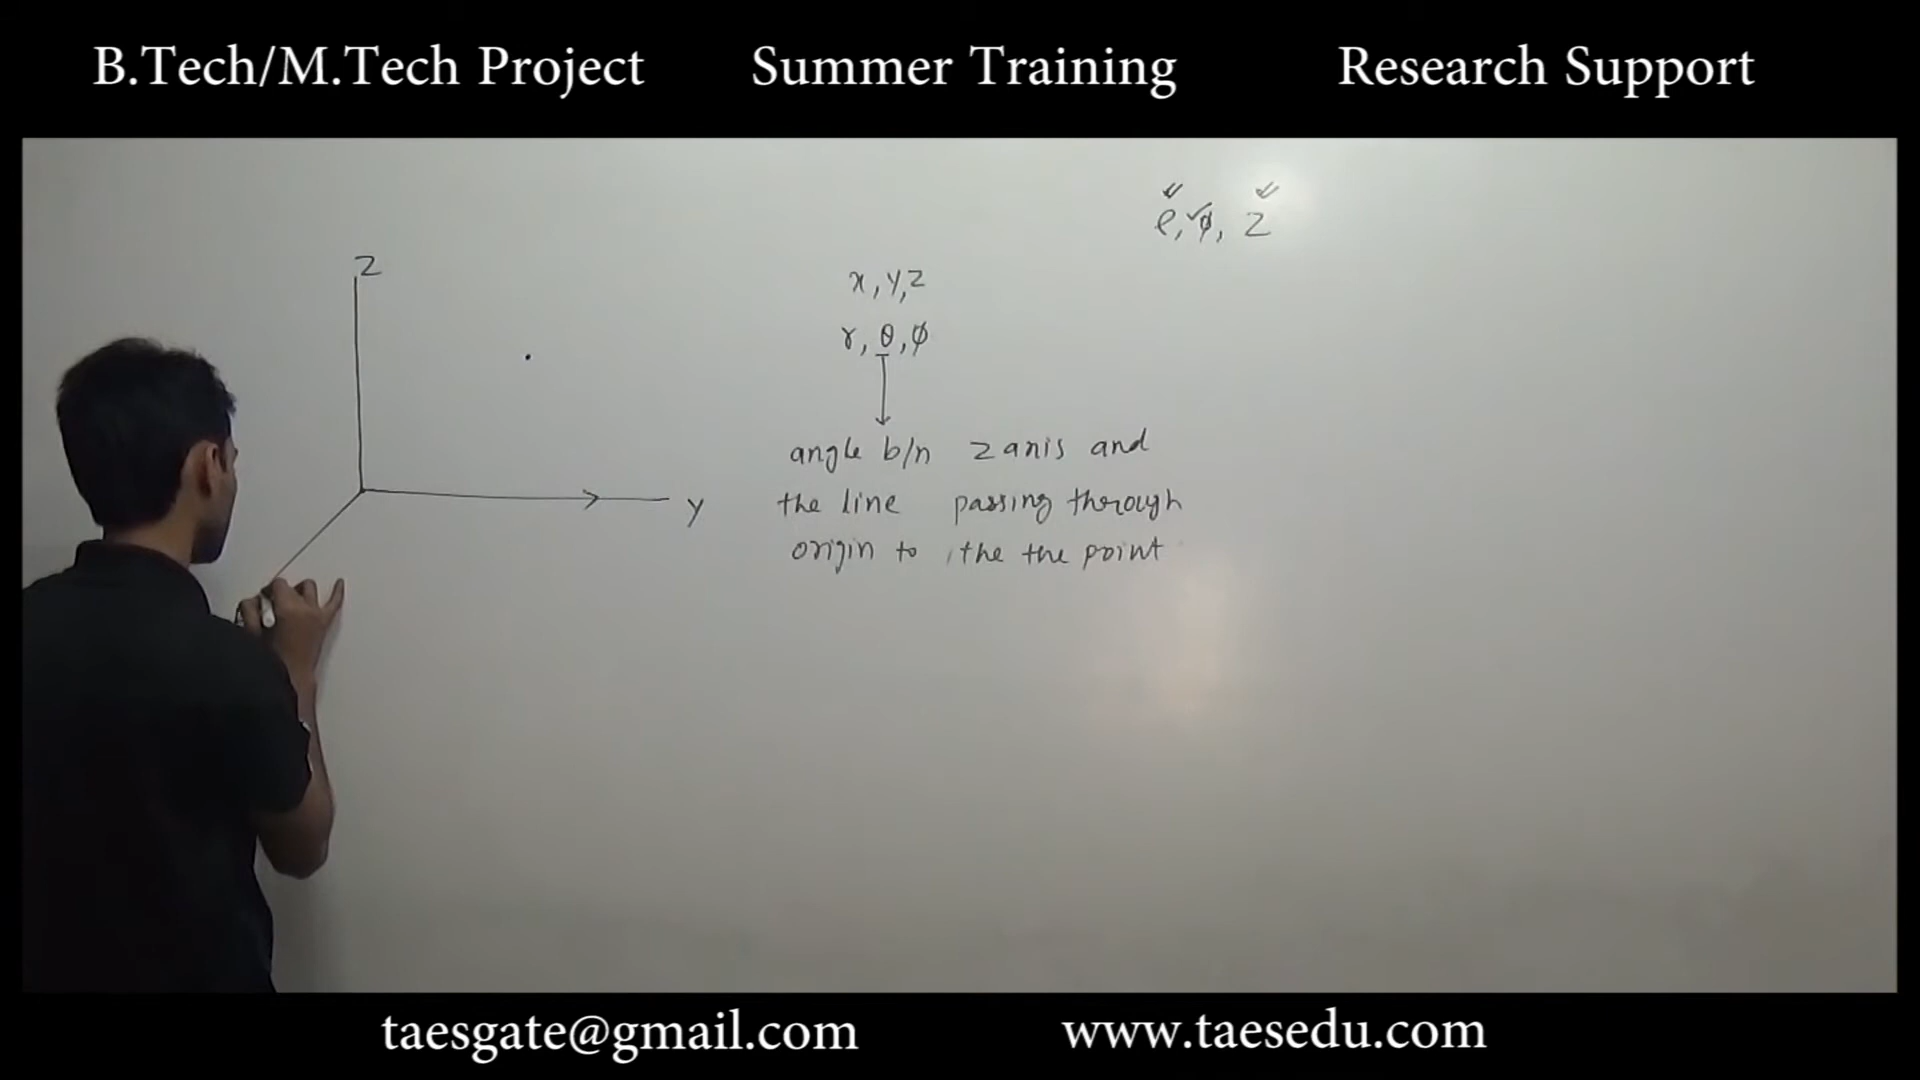 B.Tech/M.Tech Project Summer Training Research Support
ρ, φ, z
z
x, y, z
r, θ, φ
angle b/n z anis and
y the line passing through
origin to the the point
taesgate@gmail.com www.taesedu.com